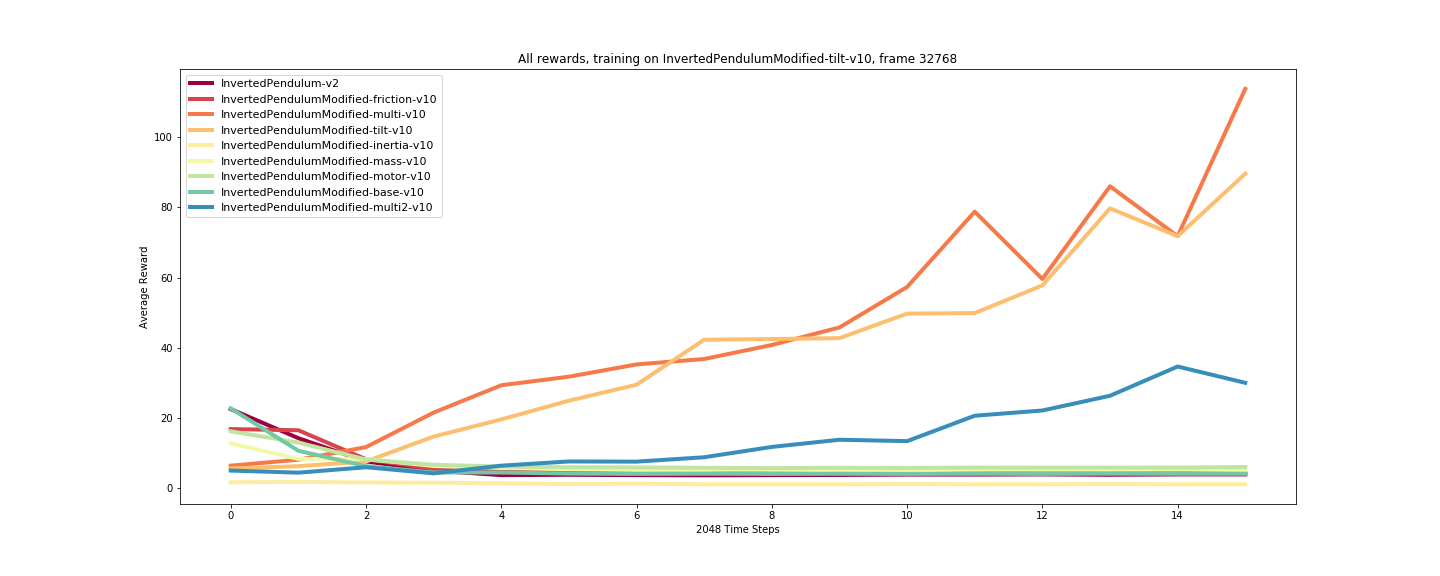 All rewards, training on InvertedPendulumModified-tilt-v10, frame 32768
InvertedPendulum-v2
InvertedPendulumModified-friction-v10
InvertedPendulumModified-multi-v10
InvertedPendulumModified-tilt-v10
InvertedPendulumModified-inertia-v10
InvertedPendulumModified-mass-v10
InvertedPendulumModified-motor-v10
InvertedPendulumModified-base-v10
InvertedPendulumModified-multi2-v10
Average Reward
100
80
60
40
20
0
0 2 4 6 8 10 12 14
2048 Time Steps